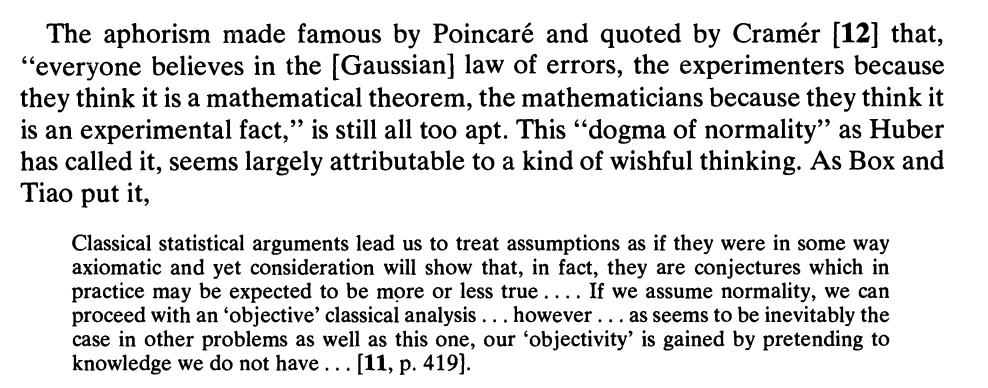 The aphorism made famous by Poincaré and quoted by Cramér [12] that,
“everyone believes in the [Gaussian] law of errors, the experimenters because
they think it is a mathematical theorem, the mathematicians because they think it
is an experimental fact,” is still all too apt. This “dogma of normality” as Huber
has called it, seems largely attributable to a kind of wishful thinking. As Box and
Tiao put it,
Classical statistical arguments lead us to treat assumptions as if they were in some way
axiomatic and yet consideration will show that, in fact, they are conjectures which in
practice may be expected to be more or less true .... If we assume normality, we can
proceed with an ‘objective’ classical analysis ... however ... as seems to be inevitably the
case in other problems as well as this one, our ‘objectivity’ is gained by pretending to
knowledge we do not have ... [11, p. 419].